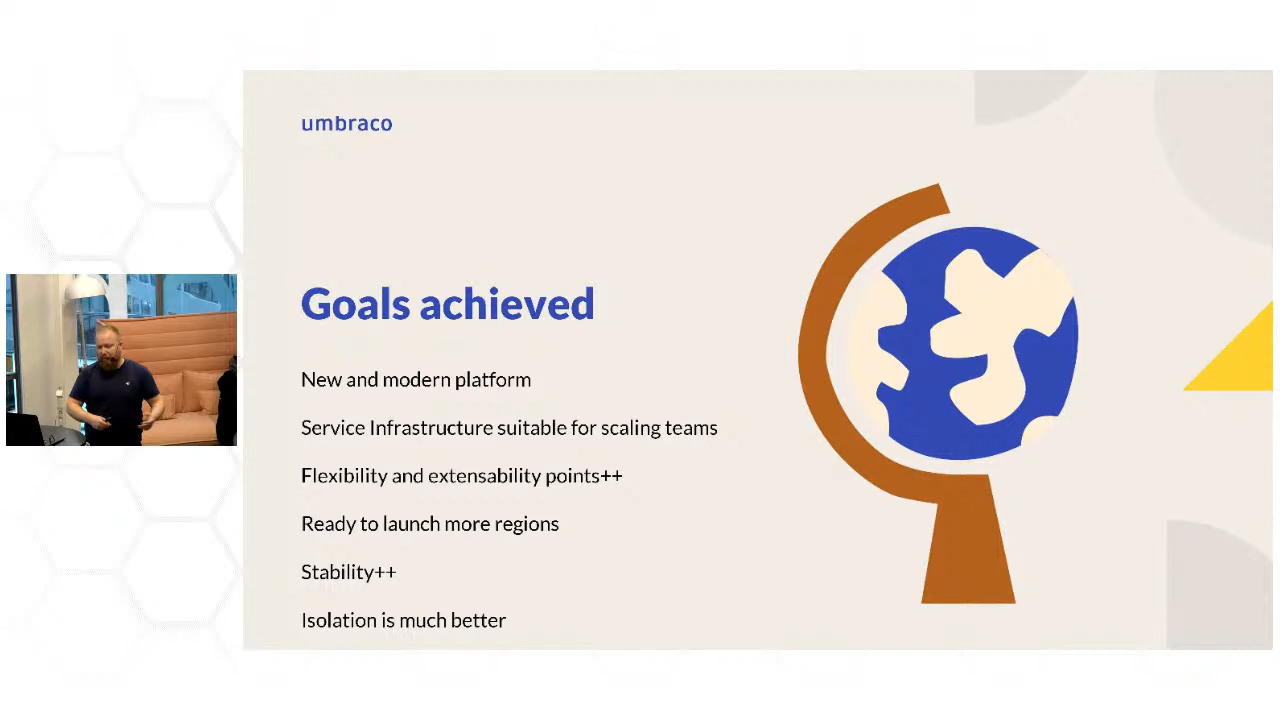 umbraco
Goals achieved
New and modern platform
Service Infrastructure suitable for scaling teams
Flexibility and extensability points++
Ready to launch more regions
Stability++
Isolation is much better